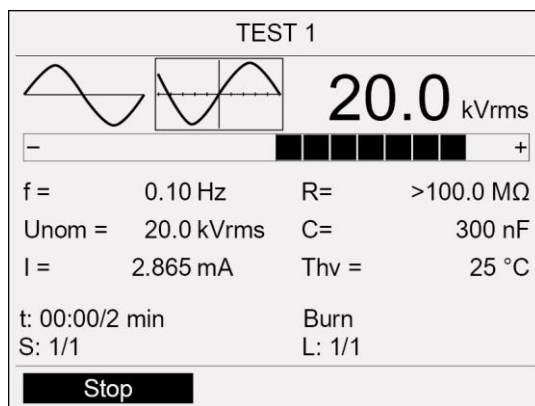 TEST 1
20.0 kVrms
– +
f = 0.10 Hz R= >100.0 MΩ
Unom = 20.0 kVrms C= 300 nF
I = 2.865 mA Thv = 25 °C
t: 00:00/2 min Burn
S: 1/1 L: 1/1
Stop